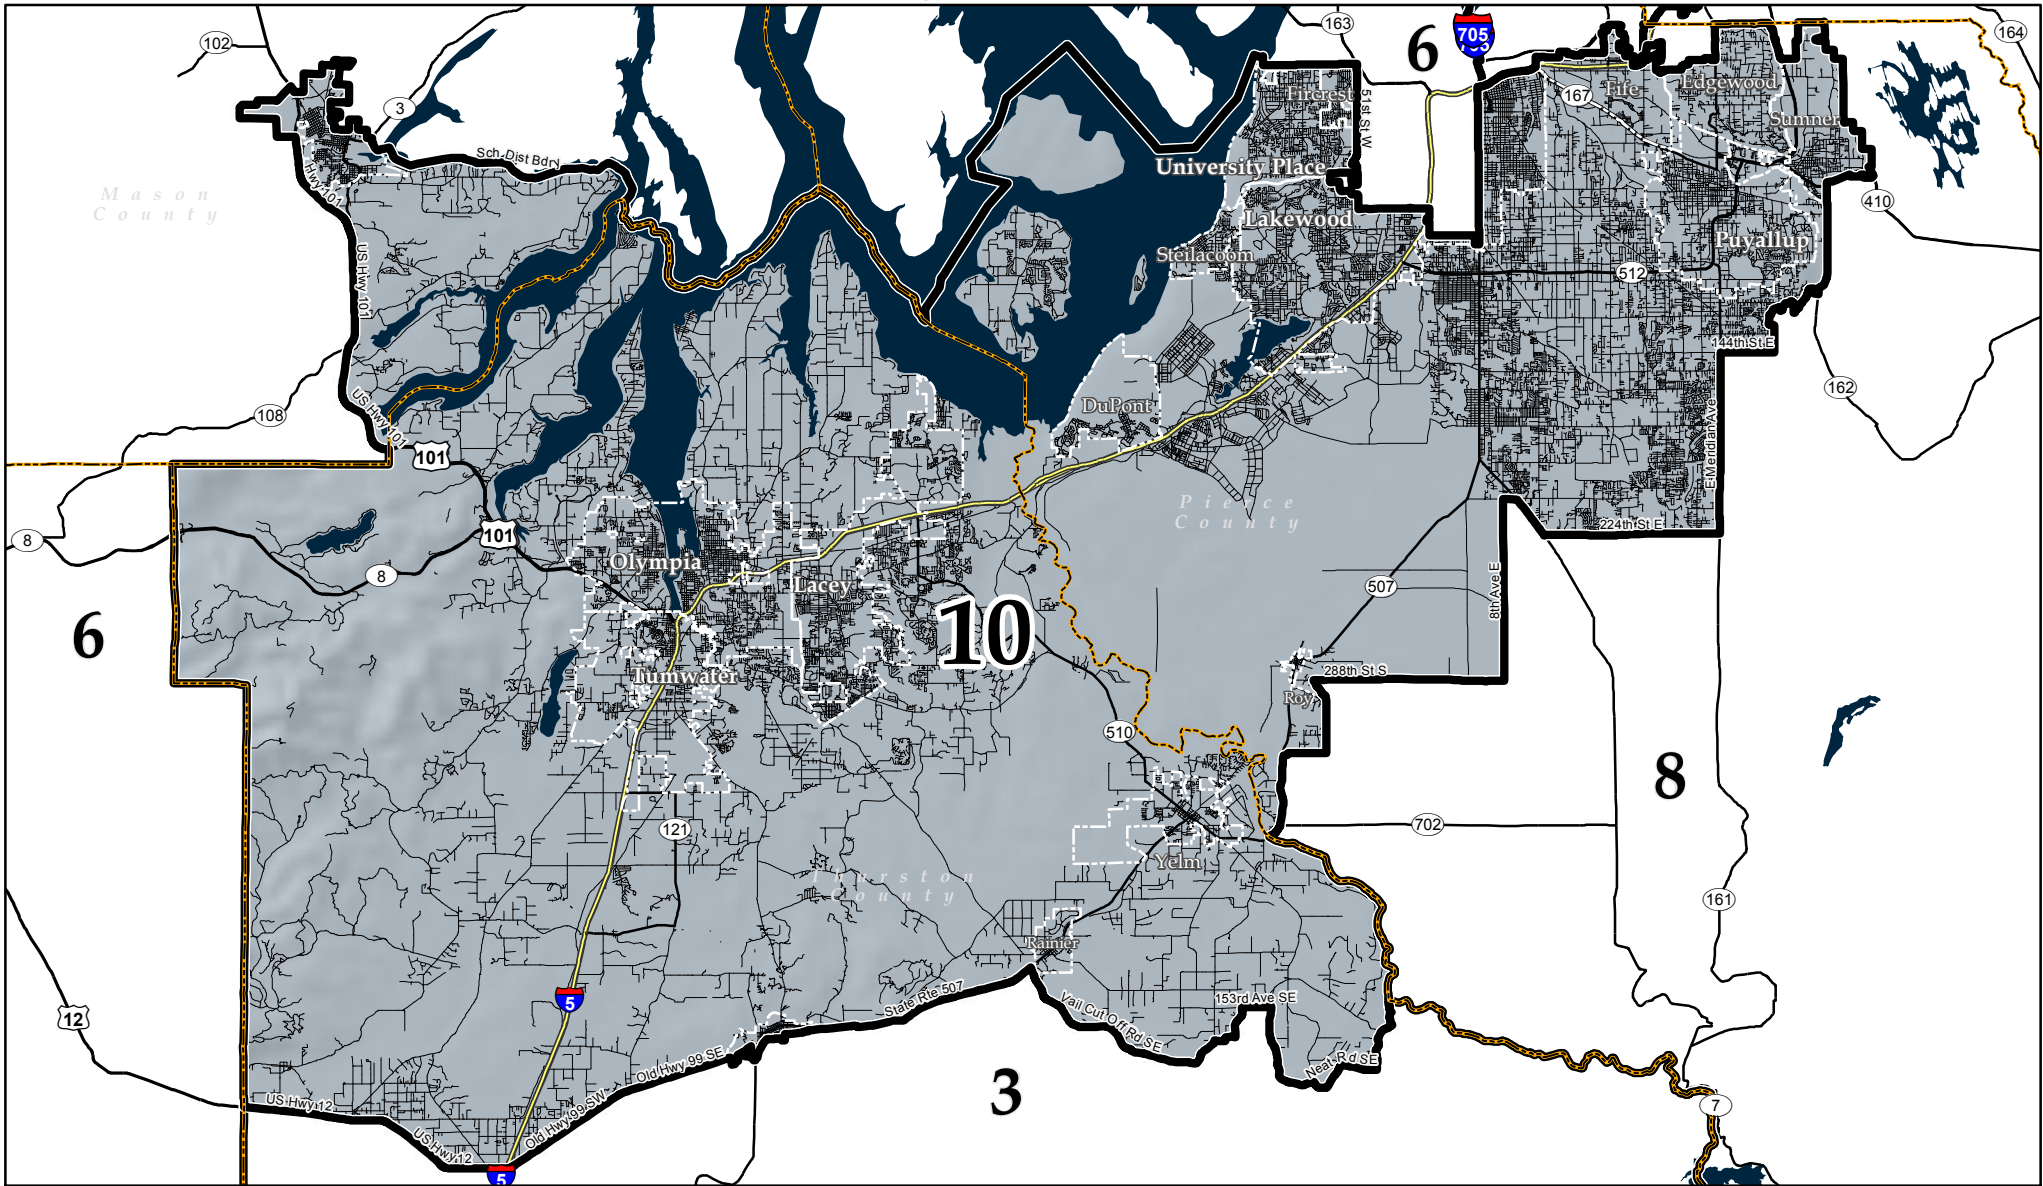 163
6
705
164
102
3
Fircrest
51st St W
167
Fife
Edgewood
Sumner
Sch Dist Bdry
Hwy 101
University Place
Mason
County
410
Lakewood
Steilacoom
Puyallup
512
US Hwy 101
144th St E
162
108
US Hwy 101
DuPont
E Meridian Ave
101
Pierce
County
224th St E
101
8
8
Olympia
Lacey
507
8th Ave E
10
6
288th St S
Tumwater
Roy
510
8
121
702
Yelm
Thurston
County
161
Rainier
5
State Rte 507
Vail Cut Off Rd SE
153rd Ave SE
12
Old Hwy 99 SE
Neat Rd SE
3
US Hwy 12
Old Hwy 99 SW
7
US Hwy 12
5